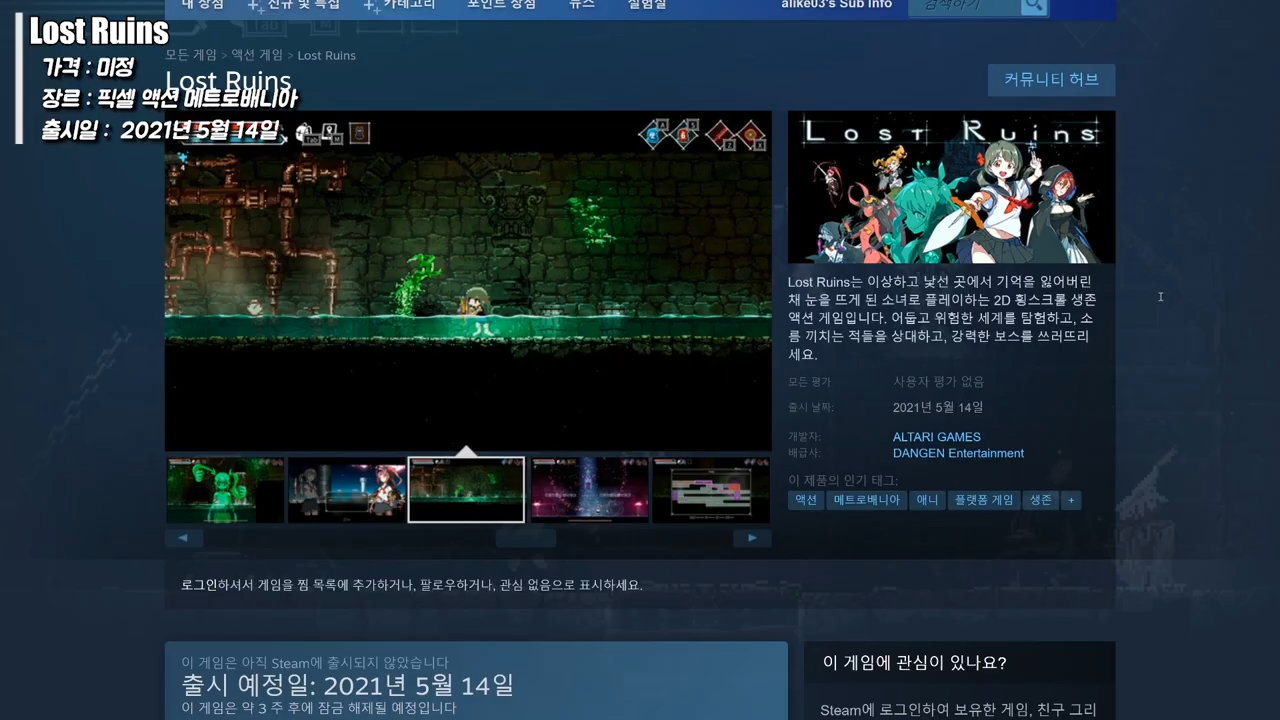 내 상점
신규 및 특집
카테고리
포인트 상점
뉴스
실험실
alike03's Sub Info
검색하기
Lost Ruins
가격 : 미정
장르 : 픽셀 액션 메트로배니아
출시일 : 2021년 5월 14일
모든 게임 > 액션 게임 > Lost Ruins
Lost Ruins
커뮤니티 허브
LOST RUINS
Lost Ruins는 이상하고 낯선 곳에서 기억을 잃어버린
채 눈을 뜨게 된 소녀로 플레이하는 2D 횡스크롤 생존
액션 게임입니다. 어둡고 위험한 세계를 탐험하고, 소
름 끼치는 적들을 상대하고, 강력한 보스를 쓰러뜨리
세요.
모든 평가
사용자 평가 없음
출시 날짜:
2021년 5월 14일
개발자:
ALTARI GAMES
배급사:
DANGEN Entertainment
이 제품의 인기 태그:
액션
메트로배니아
애니
플랫폼 게임
생존
+
로그인하셔서 게임을 찜 목록에 추가하거나, 팔로우하거나, 관심 없음으로 표시하세요.
이 게임은 아직 Steam에 출시되지 않았습니다
출시 예정일: 2021년 5월 14일
이 게임은 약 3 주 후에 잠금 해제될 예정입니다
이 게임에 관심이 있나요?
Steam에 로그인하여 보유한 게임, 친구 그리